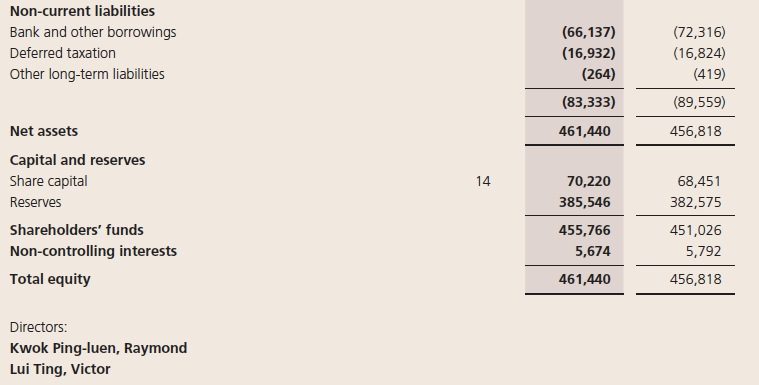 Non-current liabilities
Bank and other borrowings (66,137) (72,316)
Deferred taxation (16,932) (16,824)
Other long-term liabilities (264) (419)
(83,333) (89,559)
Net assets 461,440 456,818
Capital and reserves
Share capital 14 70,220 68,451
Reserves 385,546 382,575
Shareholders’ funds 455,766 451,026
Non-controlling interests 5,674 5,792
Total equity 461,440 456,818
Directors:
Kwok Ping-luen, Raymond
Lui Ting, Victor